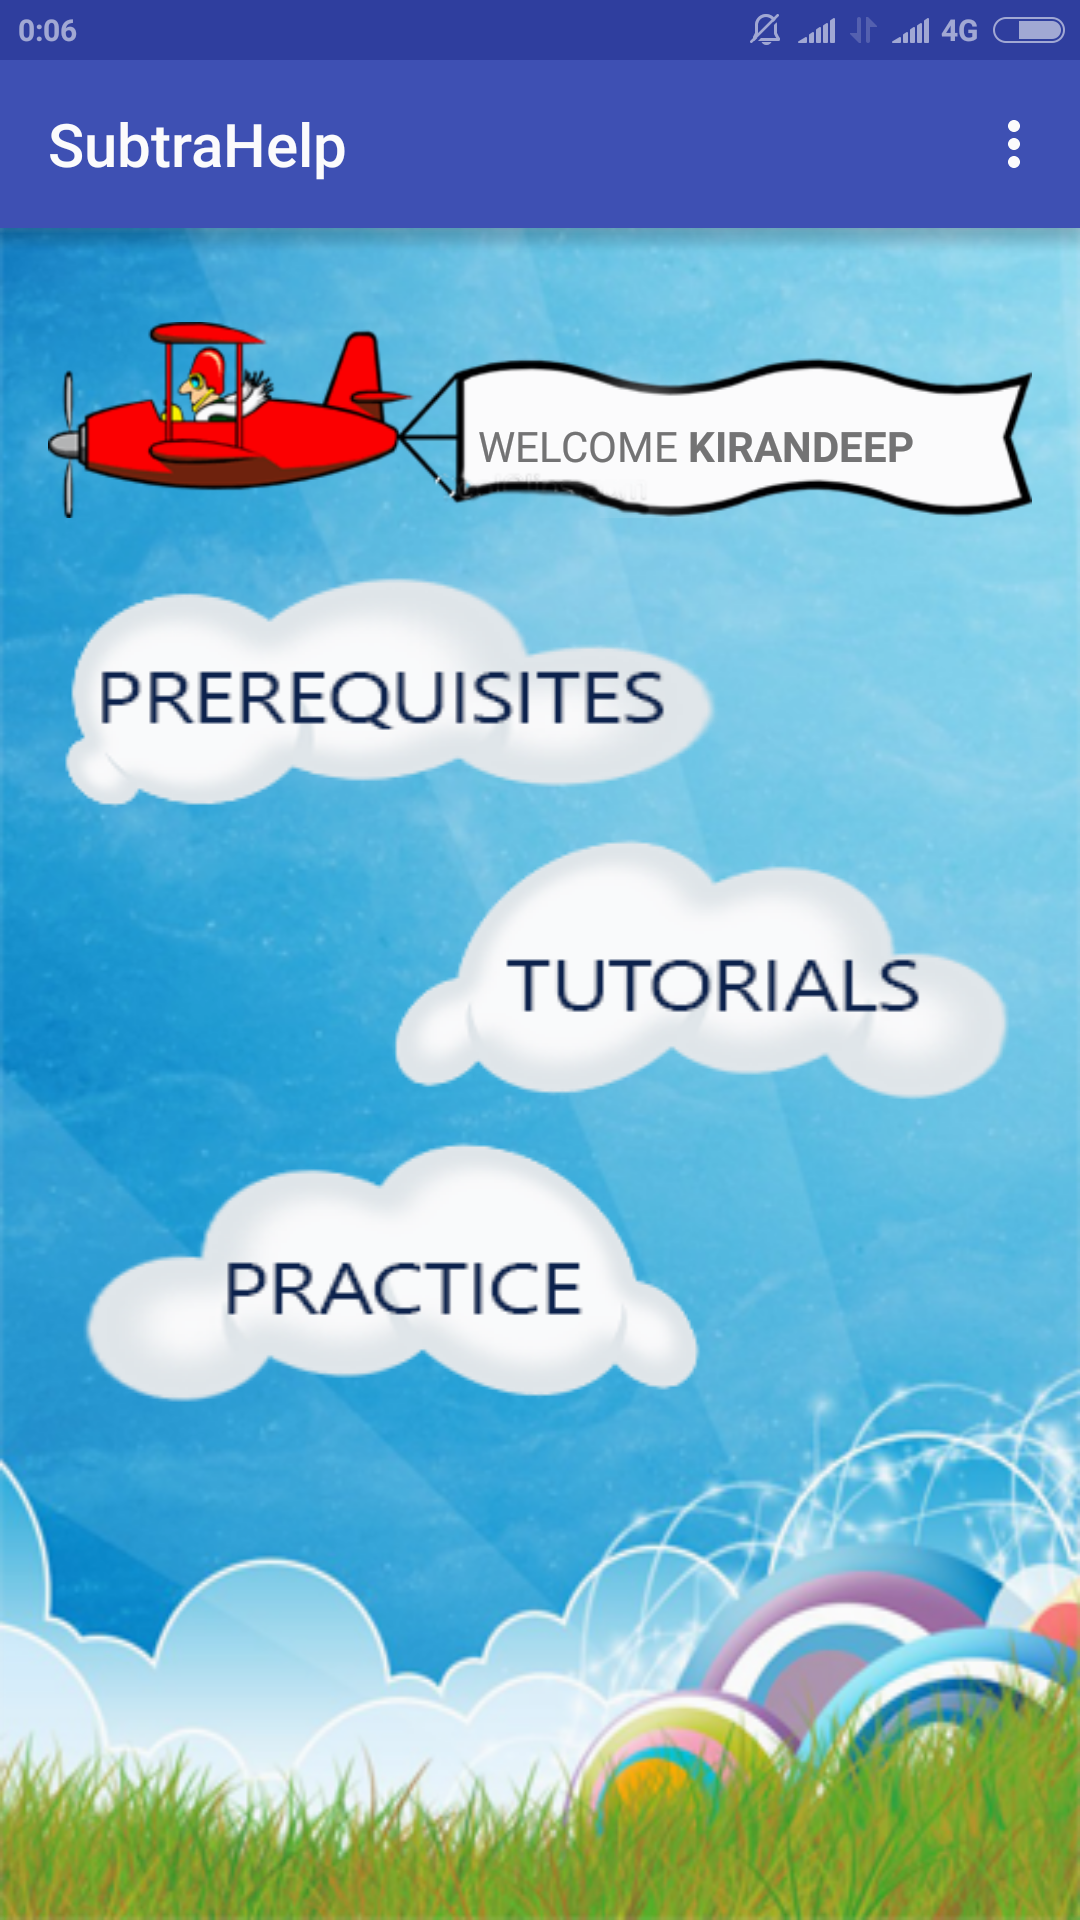 0:06 4G
SubtraHelp
WELCOME KIRANDEEP
PREREQUISITES
TUTORIALS
PRACTICE